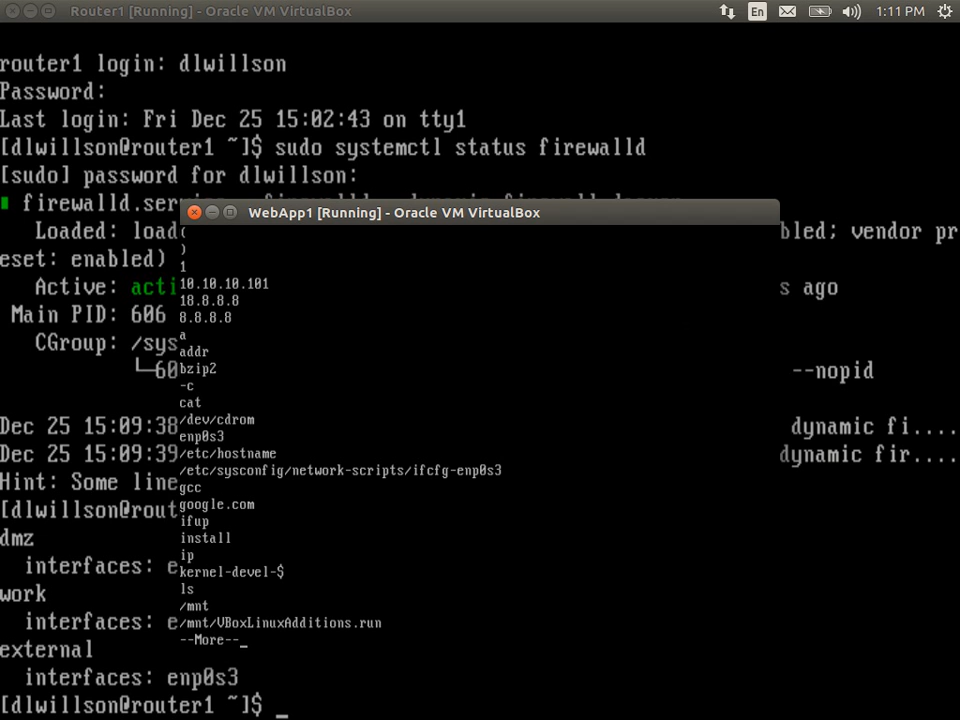 Router1 [Running] - Oracle VM VirtualBox
En
1:11 PM
router1 login: dlwillson
Password:
Last login: Fri Dec 25 15:02:43 on tty1
[dlwillson@router1 ~]$ sudo systemctl status firewalld
[sudo] password for dlwillson:
firewalld.ser
Loaded: load bled; vendor pr
eset: enabled)
Active: acti s ago
Main PID: 606
CGroup: /sys
└─60 --nopid
Dec 25 15:09:38 dynamic fi....
Dec 25 15:09:39 dynamic fir....
Hint: Some line
[dlwillson@rout
dmz
interfaces: e
work
interfaces: e
external
interfaces: enp0s3
[dlwillson@router1 ~]$ _
WebApp1 [Running] - Oracle VM VirtualBox
(
)
1
10.10.10.101
18.8.8.8
8.8.8.8
a
addr
bzip2
-c
cat
/dev/cdrom
enp0s3
/etc/hostname
/etc/sysconfig/network-scripts/ifcfg-enp0s3
gcc
google.com
ifup
install
ip
kernel-devel-$
ls
/mnt
/mnt/VBoxLinuxAdditions.run
--More--_